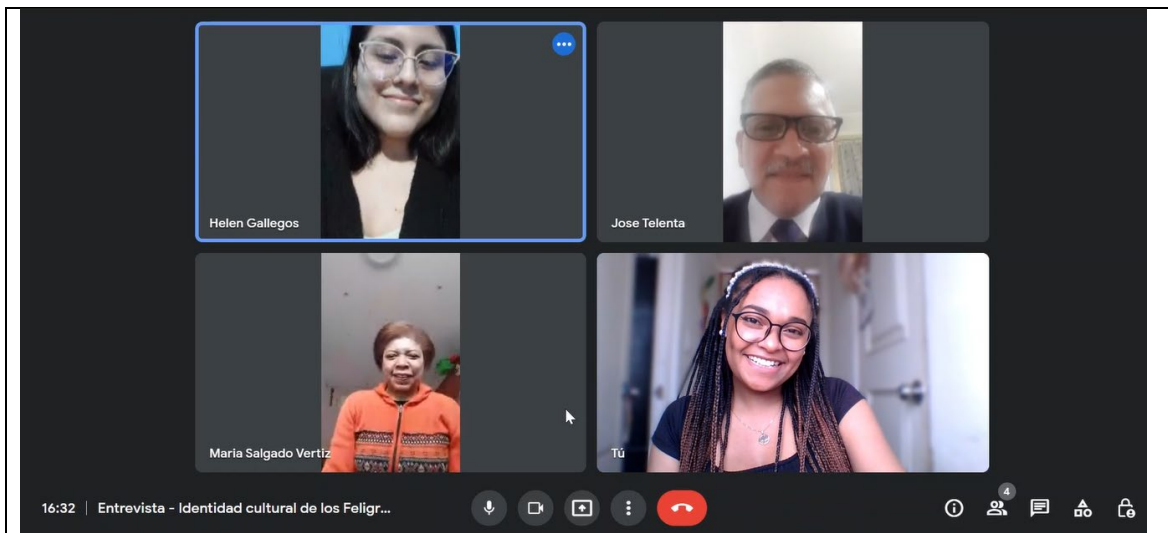 Helen Gallegos
Jose Telenta
Maria Salgado Vertiz
Tú
16:32 | Entrevista - Identidad cultural de los Feligr...
4